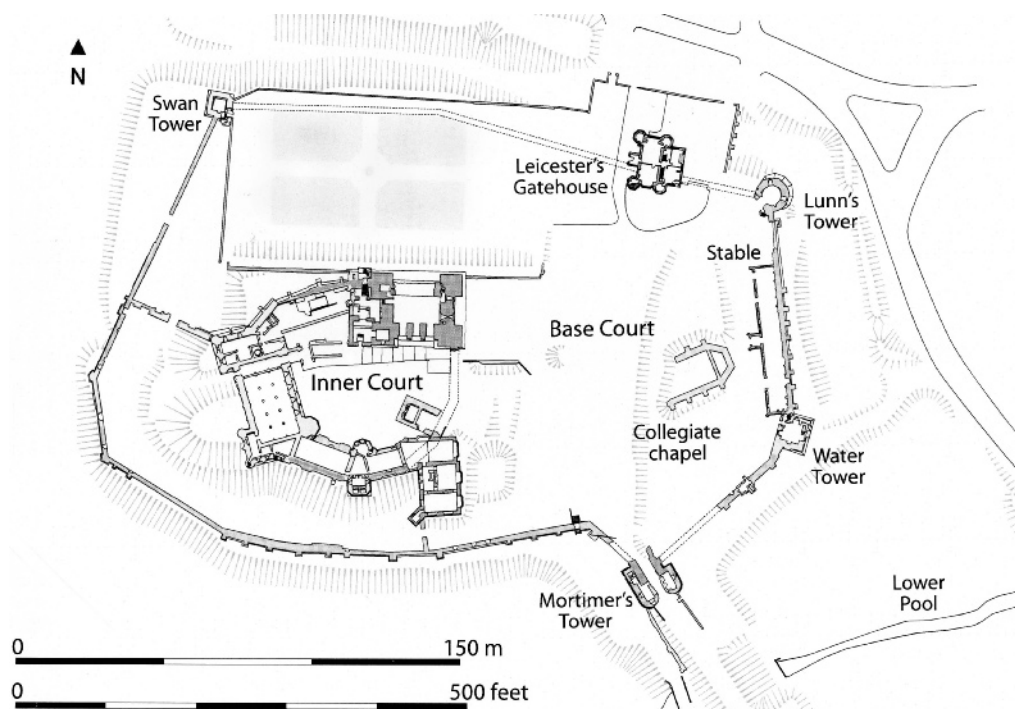 N
Swan
Tower
Leicester's
Gatehouse
Lunn's
Tower
Stable
Base Court
Inner Court
Collegiate
chapel
Water
Tower
Mortimer's
Tower
Lower
Pool
0 150 m
0 500 feet